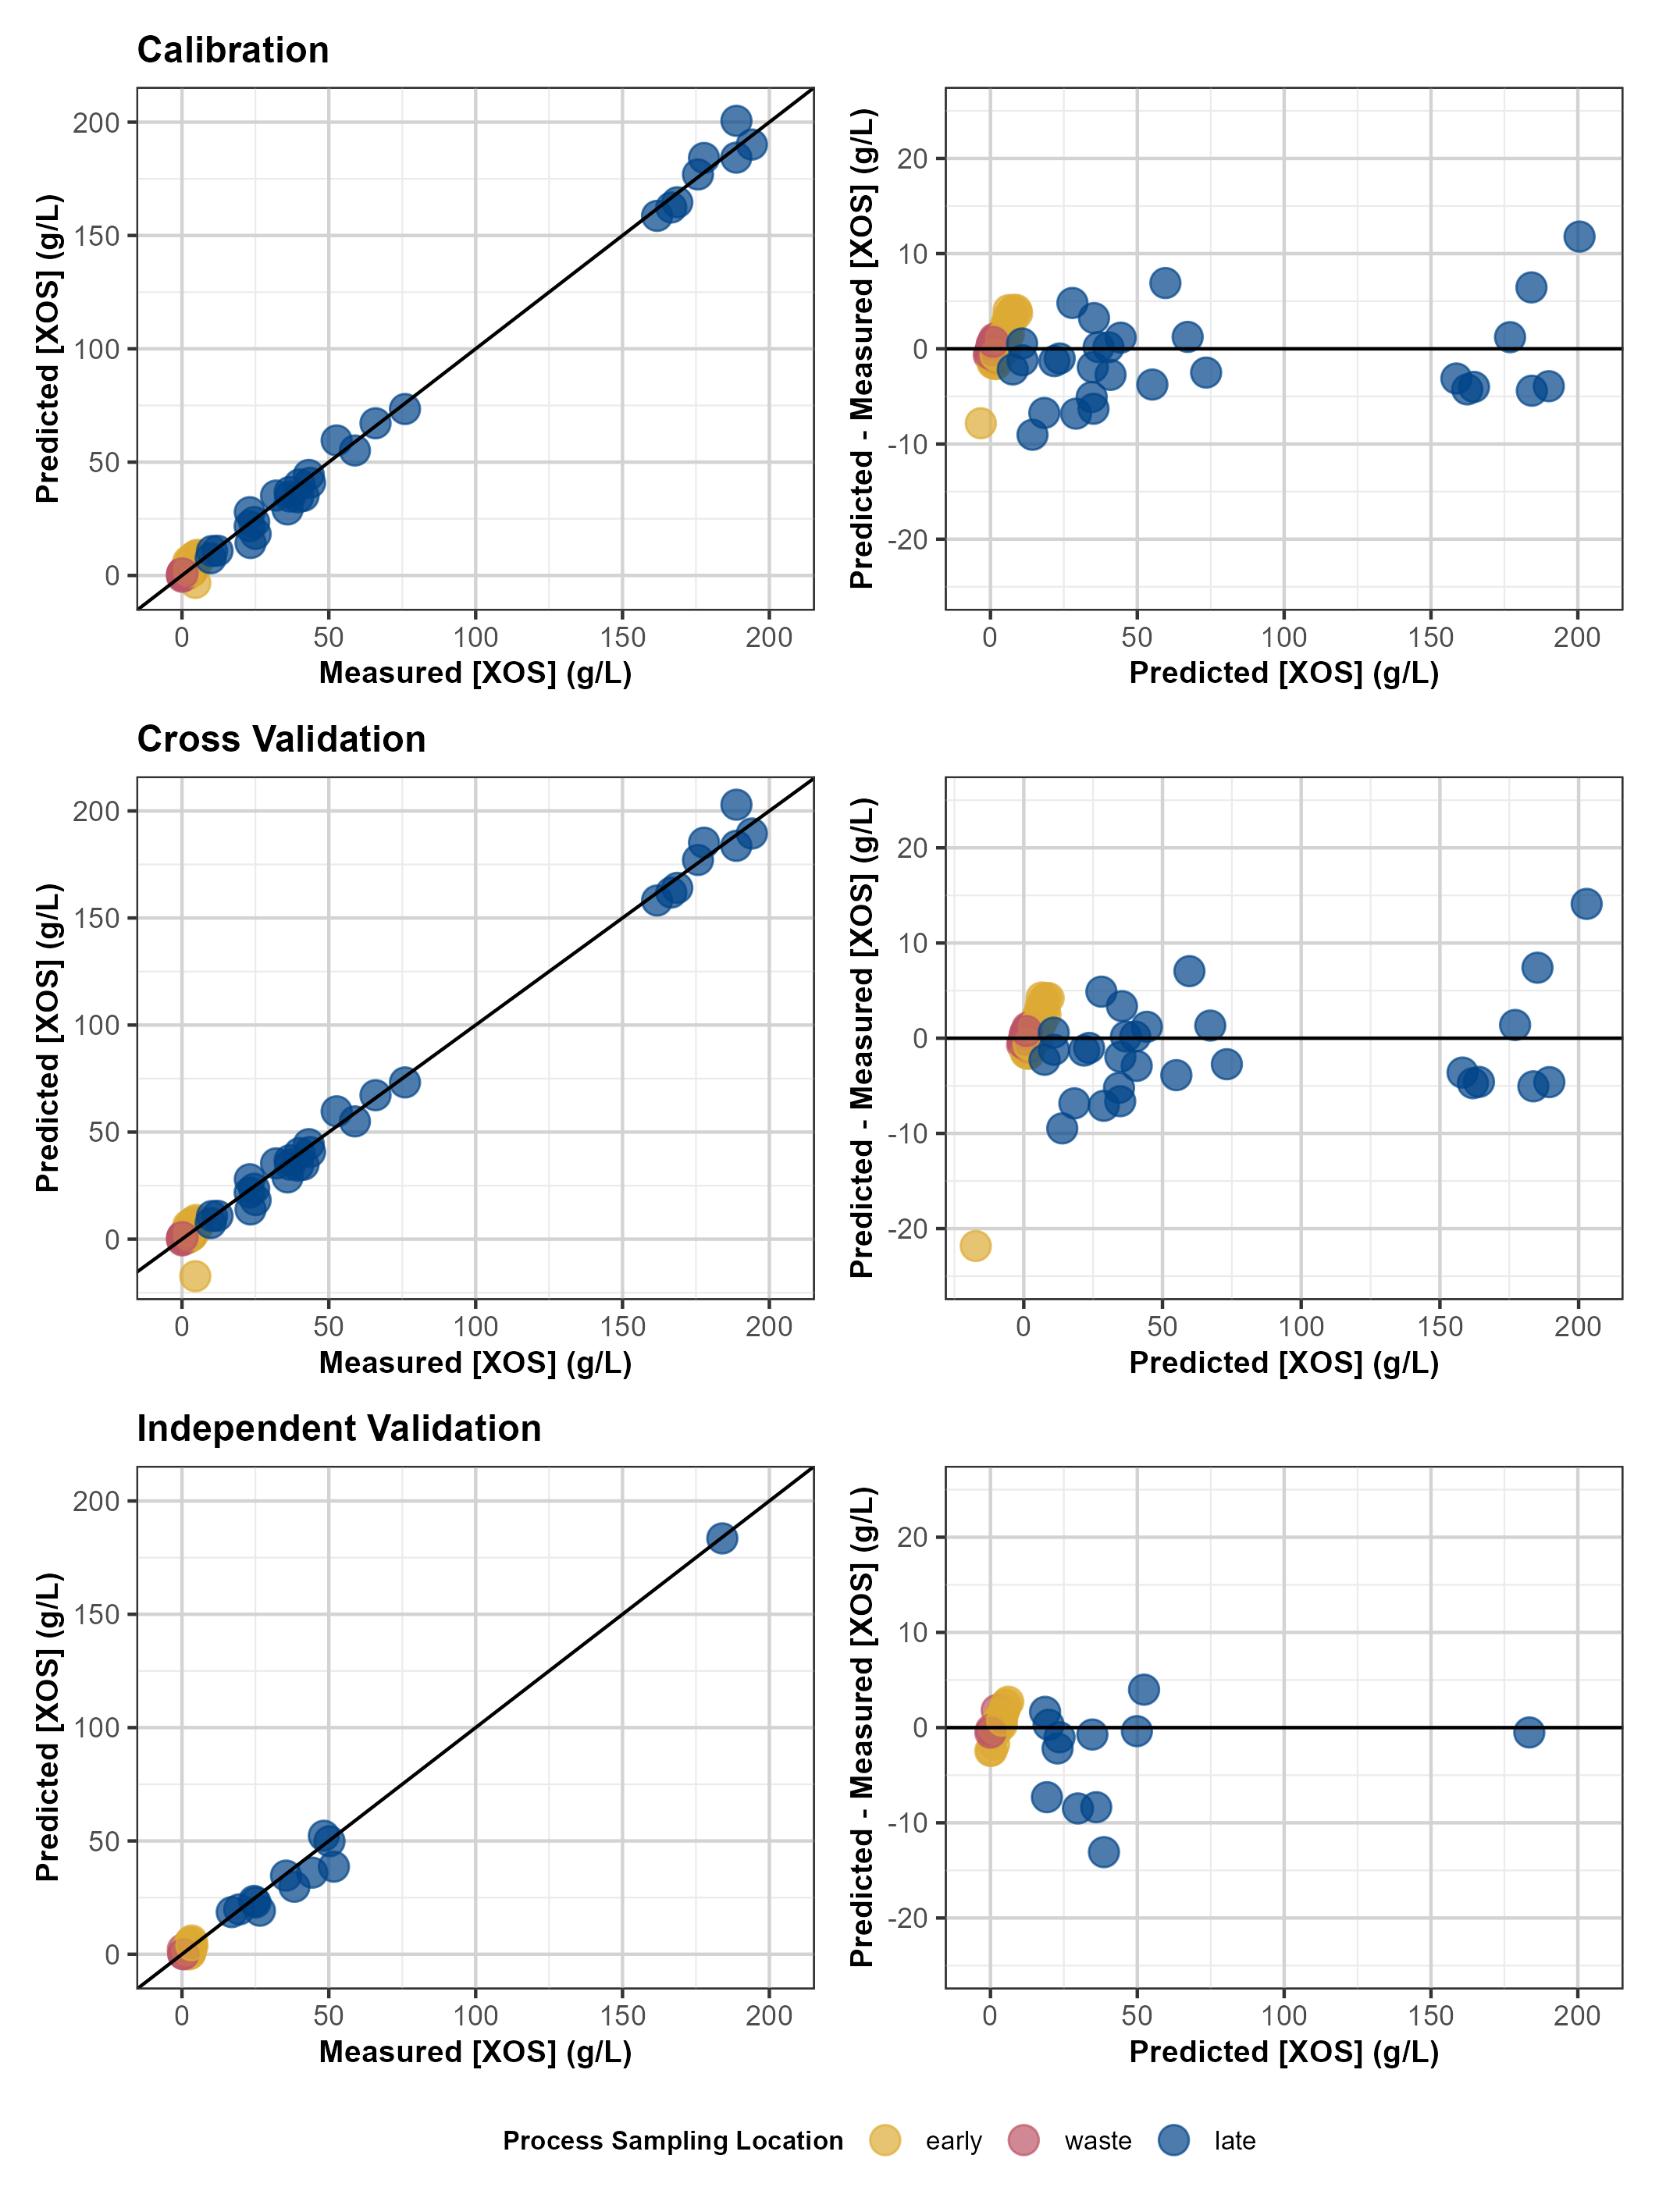 Calibration
Predicted [XOS] (g/L)
200
150
100
50
0
0 50 100 150 200
Measured [XOS] (g/L)
Predicted - Measured [XOS] (g/L)
20
10
0
-10
-20
0 50 100 150 200
Predicted [XOS] (g/L)
Cross Validation
Predicted [XOS] (g/L)
200
150
100
50
0
0 50 100 150 200
Measured [XOS] (g/L)
Predicted - Measured [XOS] (g/L)
20
10
0
-10
-20
0 50 100 150 200
Predicted [XOS] (g/L)
Independent Validation
Predicted [XOS] (g/L)
200
150
100
50
0
0 50 100 150 200
Measured [XOS] (g/L)
Predicted - Measured [XOS] (g/L)
20
10
0
-10
-20
0 50 100 150 200
Predicted [XOS] (g/L)
Process Sampling Location early waste late